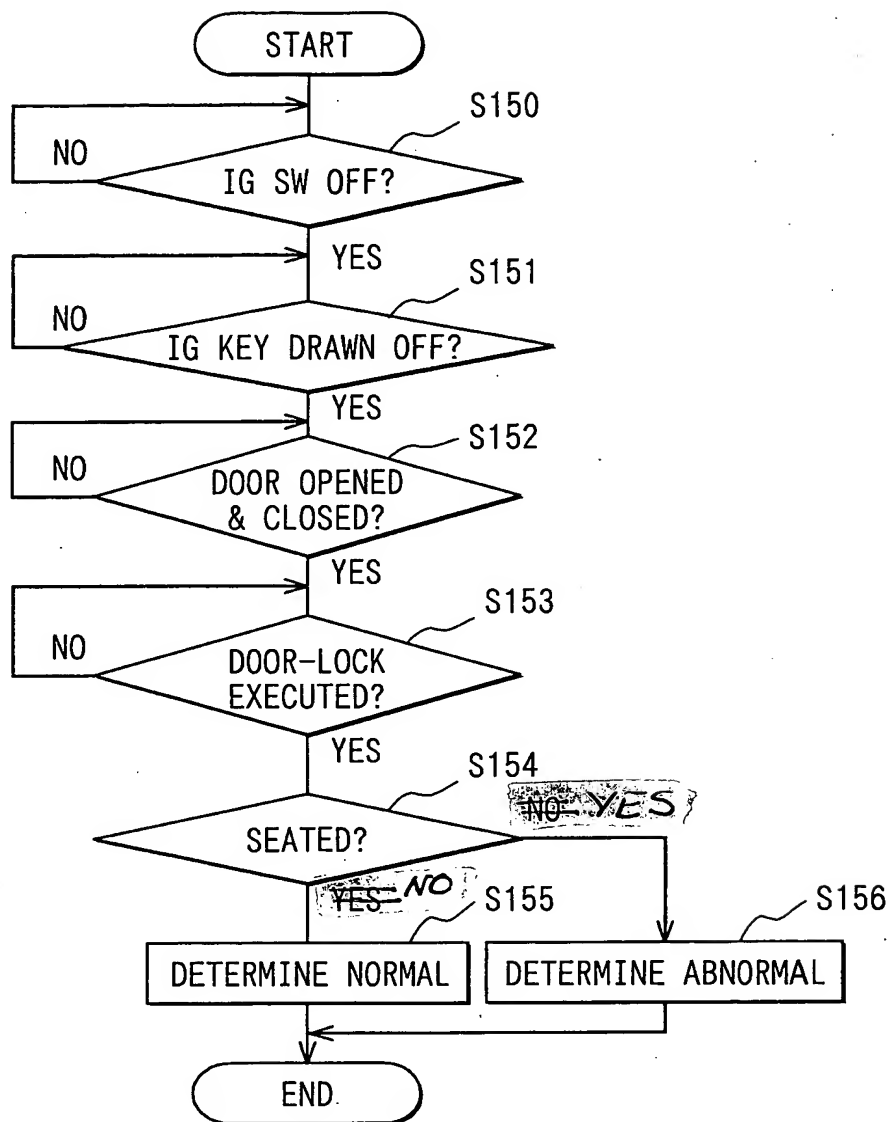 START
S150
NO
IG SW OFF?
YES
S151
NO
IG KEY DRAWN OFF?
YES
S152
NO
DOOR OPENED
& CLOSED?
YES
S153
NO
DOOR-LOCK
EXECUTED?
YES
S154
NO YES
SEATED?
YES NO
S155
S156
DETERMINE NORMAL
DETERMINE ABNORMAL
END